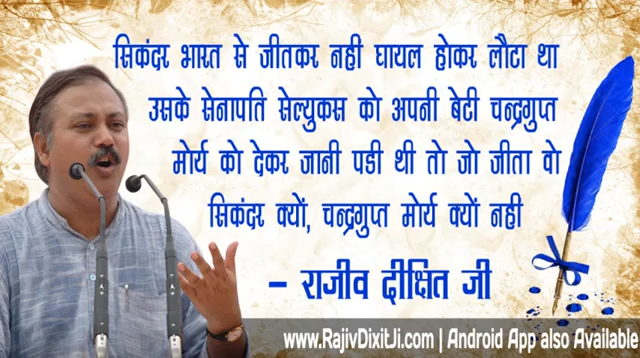 सिकंदर भारत से जीतकर नही घायल होकर लौटा था
उसके सेनापति सेल्युकस को अपनी बेटी चन्द्रगुप्त
मोर्य को देकर जानी पडी थी तो जो जीता वो
सिकंदर क्यों, चन्द्रगुप्त मोर्य क्यों नही
- राजीव दीक्षित जी
www.RajivDixitJi.com | Android App also Available